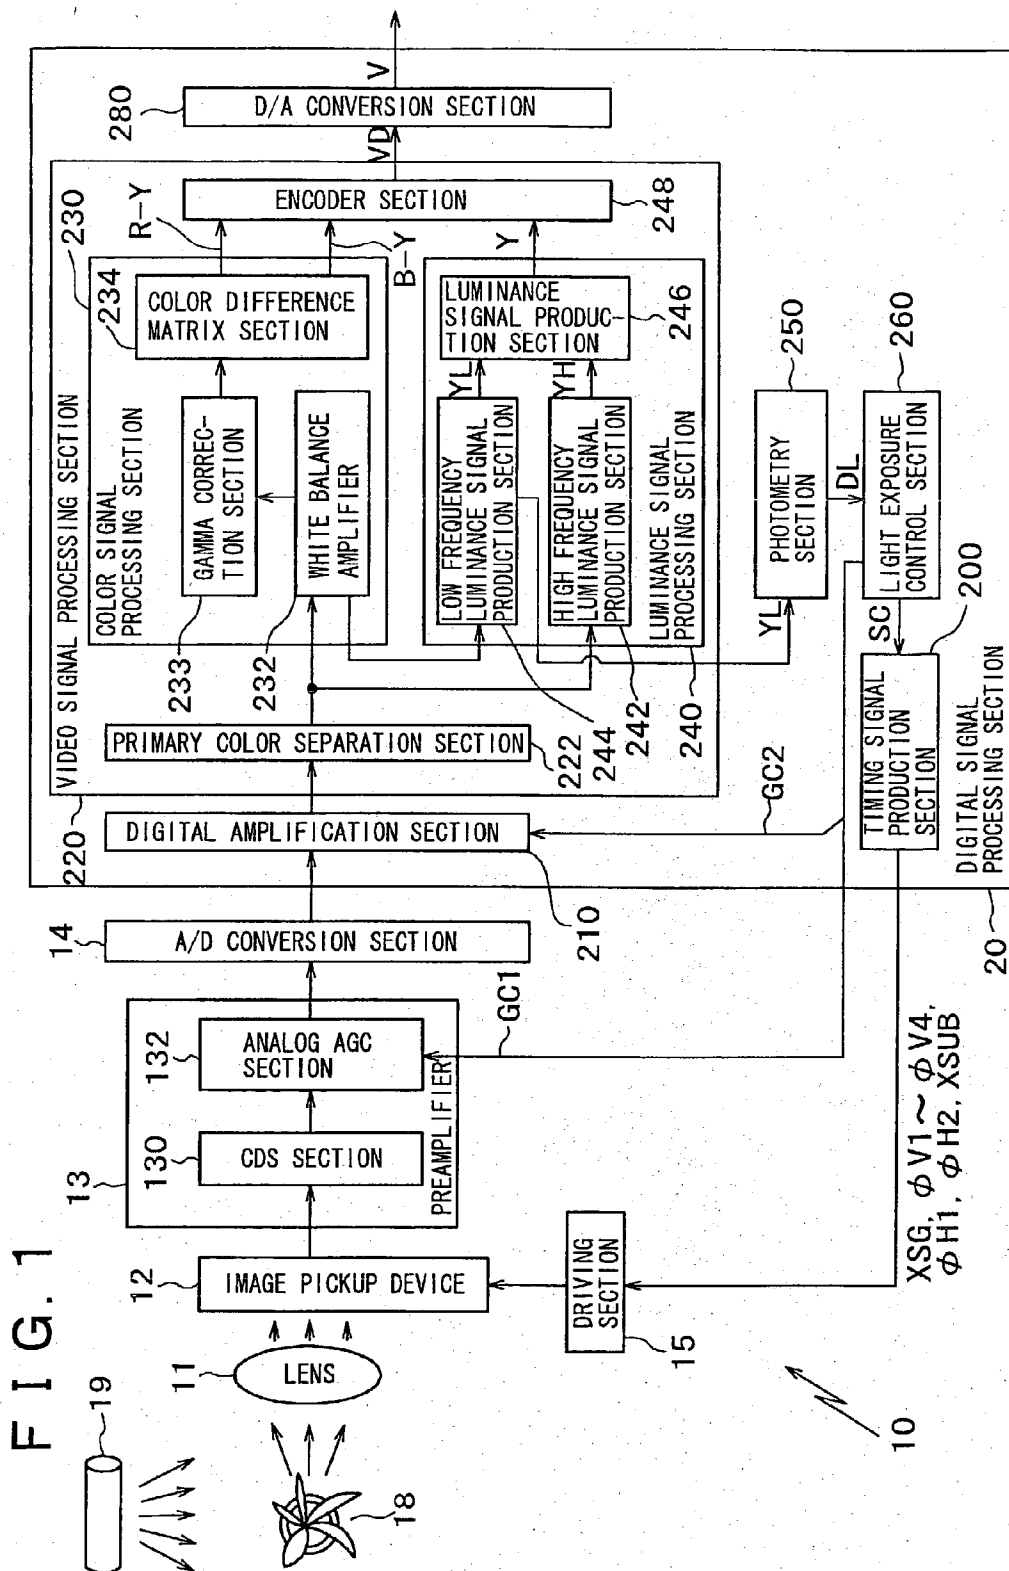 FIG. 1
19
18
10
11
LENS
12
IMAGE PICKUP DEVICE
15
DRIVING
SECTION
13
PREAMPLIFIER
130
CDS SECTION
132
ANALOG AGC
SECTION
GC1
14
A/D CONVERSION SECTION
XSG, φV1~φV4,
φH1, φH2, XSUB
20
DIGITAL SIGNAL
PROCESSING SECTION
210
DIGITAL AMPLIFICATION SECTION
GC2
220
VIDEO SIGNAL PROCESSING SECTION
222
PRIMARY COLOR SEPARATION SECTION
230
COLOR SIGNAL
PROCESSING SECTION
232
WHITE BALANCE
AMPLIFIER
233
GAMMA CORREC-
TION SECTION
234
COLOR DIFFERENCE
MATRIX SECTION
R-Y
B-Y
240
LUMINANCE SIGNAL
PROCESSING SECTION
244
LOW FREQUENCY
LUMINANCE SIGNAL
PRODUCTION SECTION
YL
242
HIGH FREQUENCY
LUMINANCE SIGNAL
PRODUCTION SECTION
YH
246
LUMINANCE
SIGNAL PRODUC-
TION SECTION
Y
248
ENCODER SECTION
VD
280
D/A CONVERSION SECTION
V
YL
250
PHOTOMETRY
SECTION
DL
260
LIGHT EXPOSURE
CONTROL SECTION
SC
200
TIMING SIGNAL
PRODUCTION
SECTION